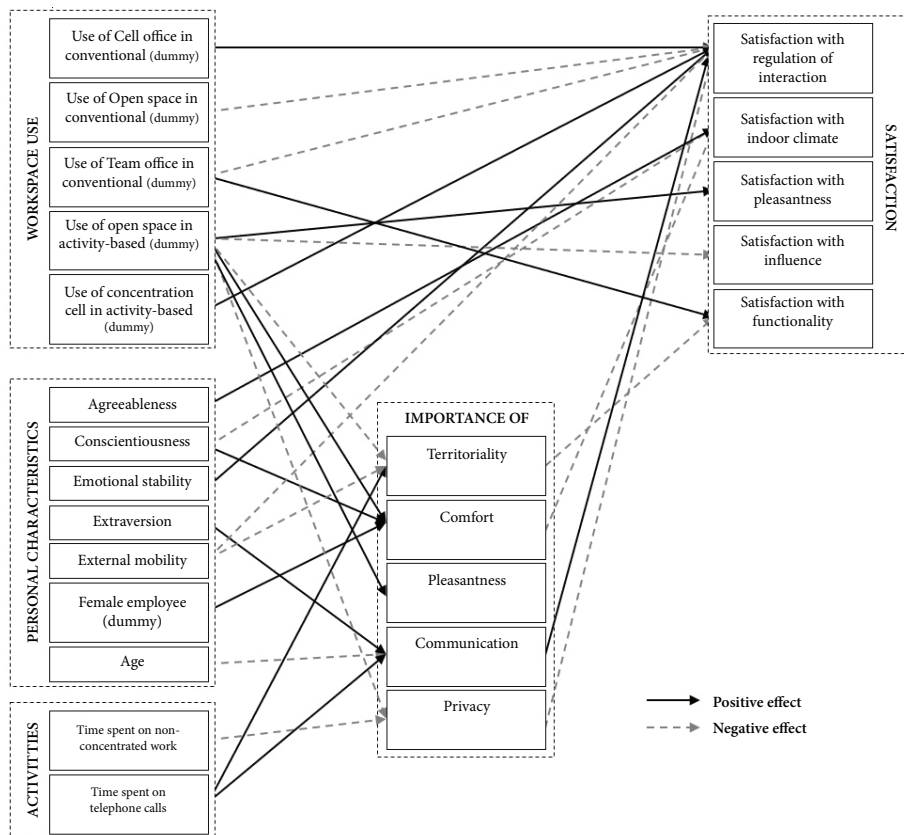 WORKSPACE USE
Use of Cell office in
conventional (dummy)
Use of Open space in
conventional (dummy)
Use of Team office in
conventional (dummy)
Use of open space in
activity-based (dummy)
Use of concentration
cell in activity-based
(dummy)
PERSONAL CHARACTERISTICS
Agreeableness
Conscientiousness
Emotional stability
Extraversion
External mobility
Female employee
(dummy)
Age
ACTIVITTIES
Time spent on non-
concentrated work
Time spent on
telephone calls
IMPORTANCE OF
Territoriality
Comfort
Pleasantness
Communication
Privacy
SATISFACTION
Satisfaction with
regulation of
interaction
Satisfaction with
indoor climate
Satisfaction with
pleasantness
Satisfaction with
influence
Satisfaction with
functionality
Positive effect
Negative effect